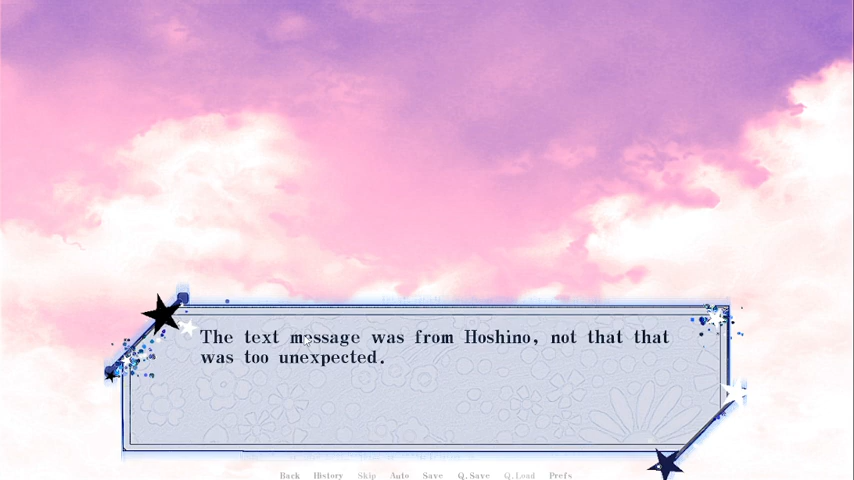 The text message was from Hoshino, not that that
was too unexpected.
Back History Skip Auto Save Q.Save Q.Load Prefs